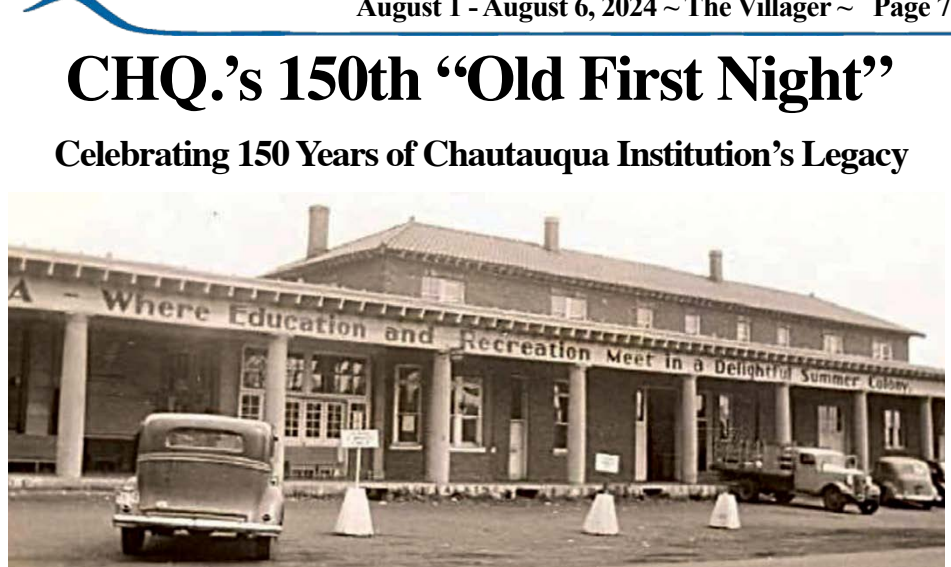 August 1 - August 6, 2024 ~ The Villager ~ Page 7
CHQ.'s 150th “Old First Night”
Celebrating 150 Years of Chautauqua Institution's Legacy
A - Where Education and Recreation Meet in a Delightful Summer Colony.